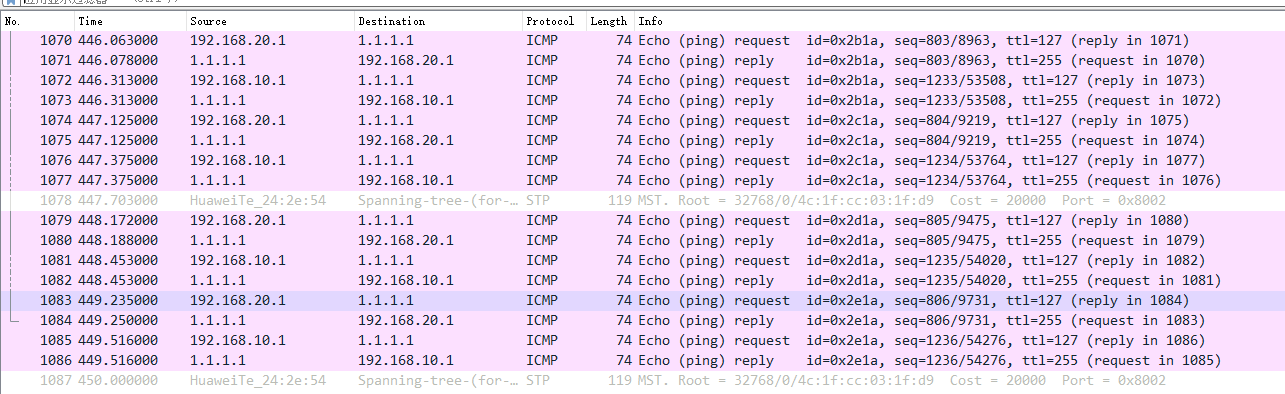 No. Time Source Destination Protocol Length Info
1070 446.063000 192.168.20.1 1.1.1.1 ICMP 74 Echo (ping) request id=0x2b1a, seq=803/8963, ttl=127 (reply in 1071)
1071 446.078000 1.1.1.1 192.168.20.1 ICMP 74 Echo (ping) reply id=0x2b1a, seq=803/8963, ttl=255 (request in 1070)
1072 446.313000 192.168.10.1 1.1.1.1 ICMP 74 Echo (ping) request id=0x2b1a, seq=1233/53508, ttl=127 (reply in 1073)
1073 446.313000 1.1.1.1 192.168.10.1 ICMP 74 Echo (ping) reply id=0x2b1a, seq=1233/53508, ttl=255 (request in 1072)
1074 447.125000 192.168.20.1 1.1.1.1 ICMP 74 Echo (ping) request id=0x2c1a, seq=804/9219, ttl=127 (reply in 1075)
1075 447.125000 1.1.1.1 192.168.20.1 ICMP 74 Echo (ping) reply id=0x2c1a, seq=804/9219, ttl=255 (request in 1074)
1076 447.375000 192.168.10.1 1.1.1.1 ICMP 74 Echo (ping) request id=0x2c1a, seq=1234/53764, ttl=127 (reply in 1077)
1077 447.375000 1.1.1.1 192.168.10.1 ICMP 74 Echo (ping) reply id=0x2c1a, seq=1234/53764, ttl=255 (request in 1076)
1078 447.703000 HuaweiTe_24:2e:54 Spanning-tree-(for-… STP 119 MST. Root = 32768/0/4c:1f:cc:03:1f:d9 Cost = 20000 Port = 0x8002
1079 448.172000 192.168.20.1 1.1.1.1 ICMP 74 Echo (ping) request id=0x2d1a, seq=805/9475, ttl=127 (reply in 1080)
1080 448.188000 1.1.1.1 192.168.20.1 ICMP 74 Echo (ping) reply id=0x2d1a, seq=805/9475, ttl=255 (request in 1079)
1081 448.453000 192.168.10.1 1.1.1.1 ICMP 74 Echo (ping) request id=0x2d1a, seq=1235/54020, ttl=127 (reply in 1082)
1082 448.453000 1.1.1.1 192.168.10.1 ICMP 74 Echo (ping) reply id=0x2d1a, seq=1235/54020, ttl=255 (request in 1081)
1083 449.235000 192.168.20.1 1.1.1.1 ICMP 74 Echo (ping) request id=0x2e1a, seq=806/9731, ttl=127 (reply in 1084)
1084 449.250000 1.1.1.1 192.168.20.1 ICMP 74 Echo (ping) reply id=0x2e1a, seq=806/9731, ttl=255 (request in 1083)
1085 449.516000 192.168.10.1 1.1.1.1 ICMP 74 Echo (ping) request id=0x2e1a, seq=1236/54276, ttl=127 (reply in 1086)
1086 449.516000 1.1.1.1 192.168.10.1 ICMP 74 Echo (ping) reply id=0x2e1a, seq=1236/54276, ttl=255 (request in 1085)
1087 450.000000 HuaweiTe_24:2e:54 Spanning-tree-(for-… STP 119 MST. Root = 32768/0/4c:1f:cc:03:1f:d9 Cost = 20000 Port = 0x8002